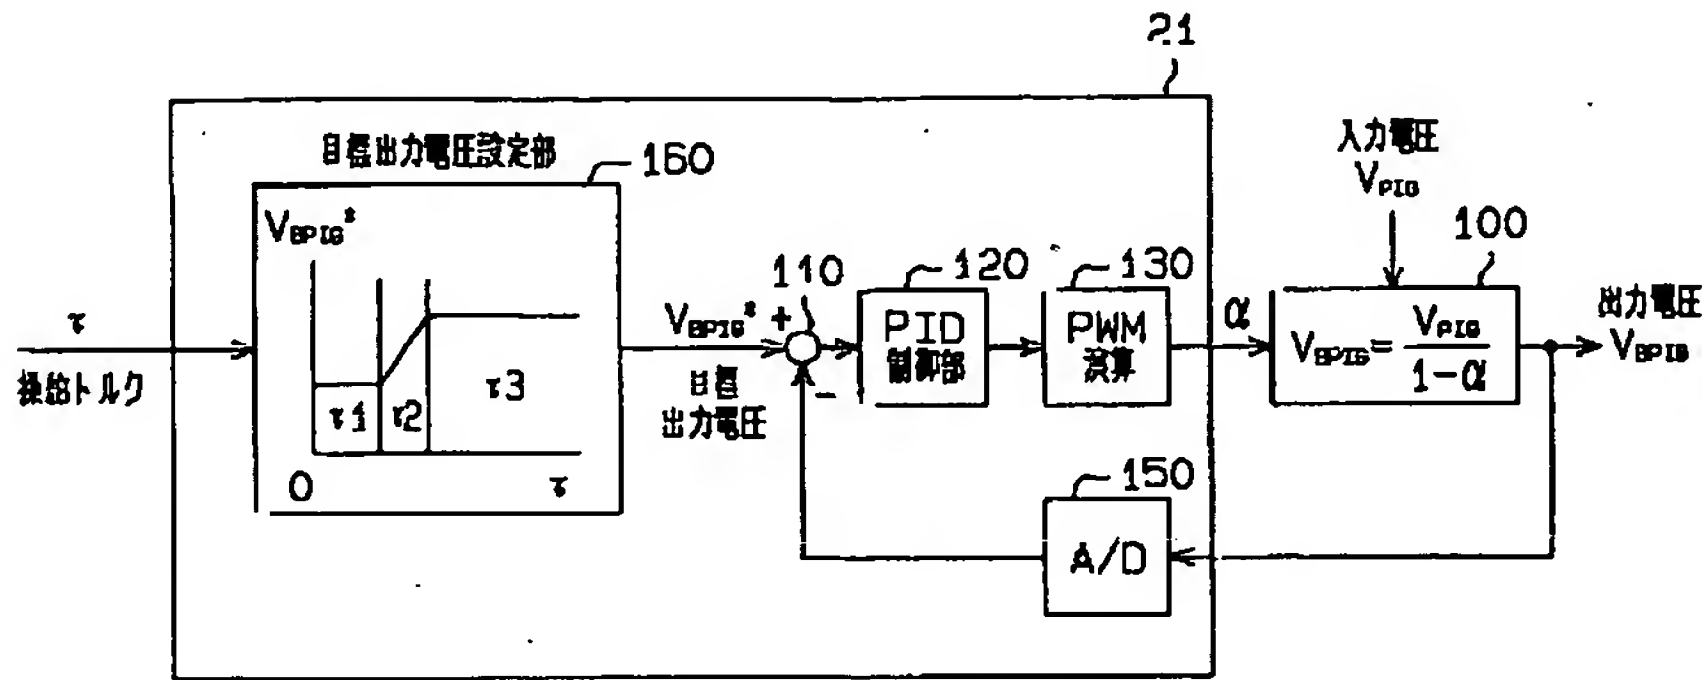 21
目標出力電圧設定部
160
V_BPIG*
τ1
τ2
τ3
0
τ
τ
操舵トルク
V_BPIG*
+
-
目標
出力電圧
110
120
PID
制御部
130
PWM
演算
150
A/D
α
入力電圧
V_PIG
100
V_BPIG = V_PIG / 1-α
出力電圧
V_BPIG